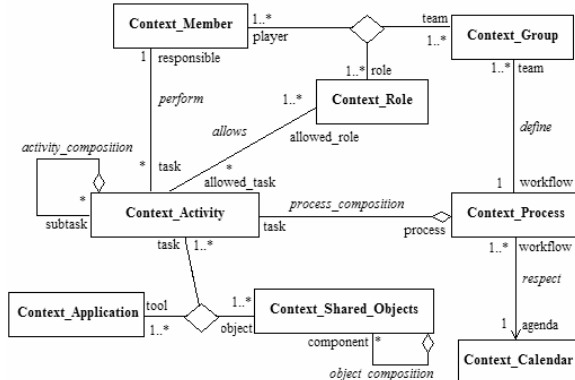 Context_Member
1..*
team
Context_Group
player
1..*
1
responsible
1..*
role
1..*
team
Context_Role
perform
1..*
allows
allowed_role
define
activity_composition
*
task
*
allowed_task
1
workflow
*
subtask
Context_Activity
process_composition
task
process
Context_Process
task
1..*
1..*
workflow
respect
Context_Application
tool
1..*
1..*
object
Context_Shared_Objects
1
agenda
component
*
object_composition
Context_Calendar